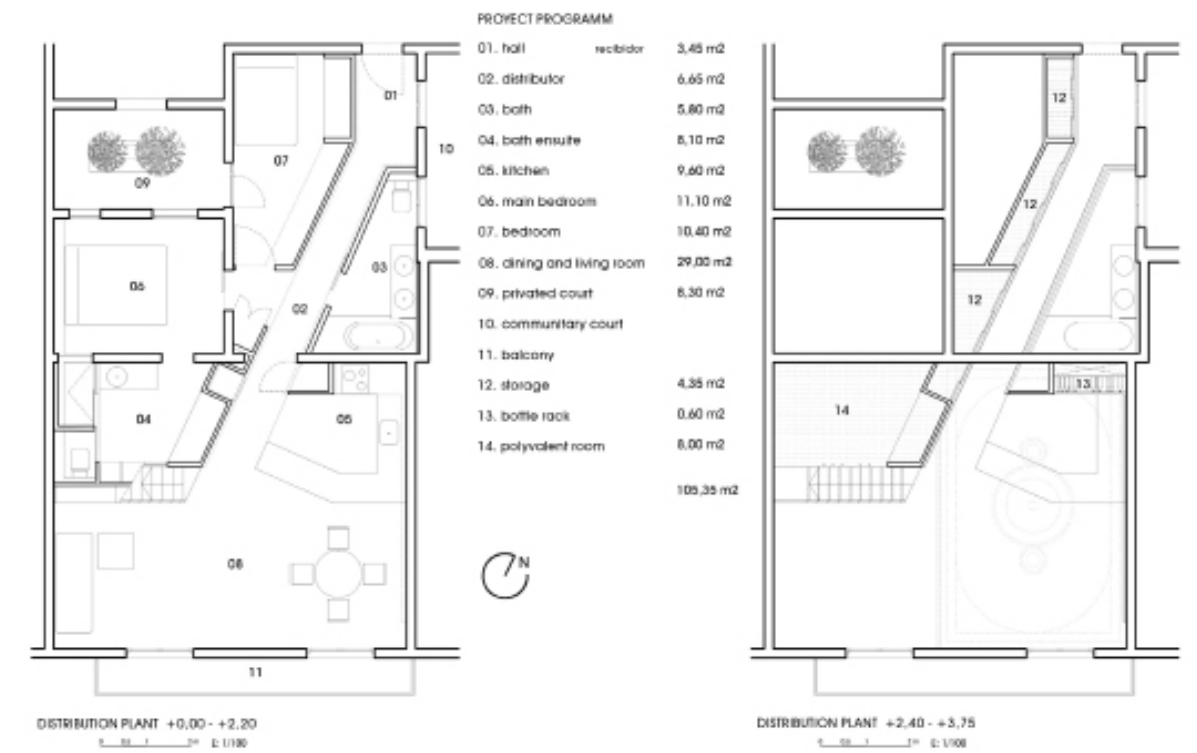 PROYECT PROGRAMM
01. hall recibidor 3,45 m2
02. distributor 6,65 m2
03. bath 5,80 m2
04. bath ensuite 8,10 m2
05. kitchen 9,60 m2
06. main bedroom 11,10 m2
07. bedroom 10,40 m2
08. dining and living room 29,00 m2
09. privated court 8,30 m2
10. communitary court
11. balcony
12. storage 4,35 m2
13. bottle rack 0,60 m2
14. polyvalent room 8,00 m2
105,35 m2
01
07
10
09
06
03
02
04
05
08
11
N
12
12
12
13
14
DISTRIBUTION PLANT +0,00 - +2,20
E: 1/100
DISTRIBUTION PLANT +2,40 - +3,75
E: 1/100